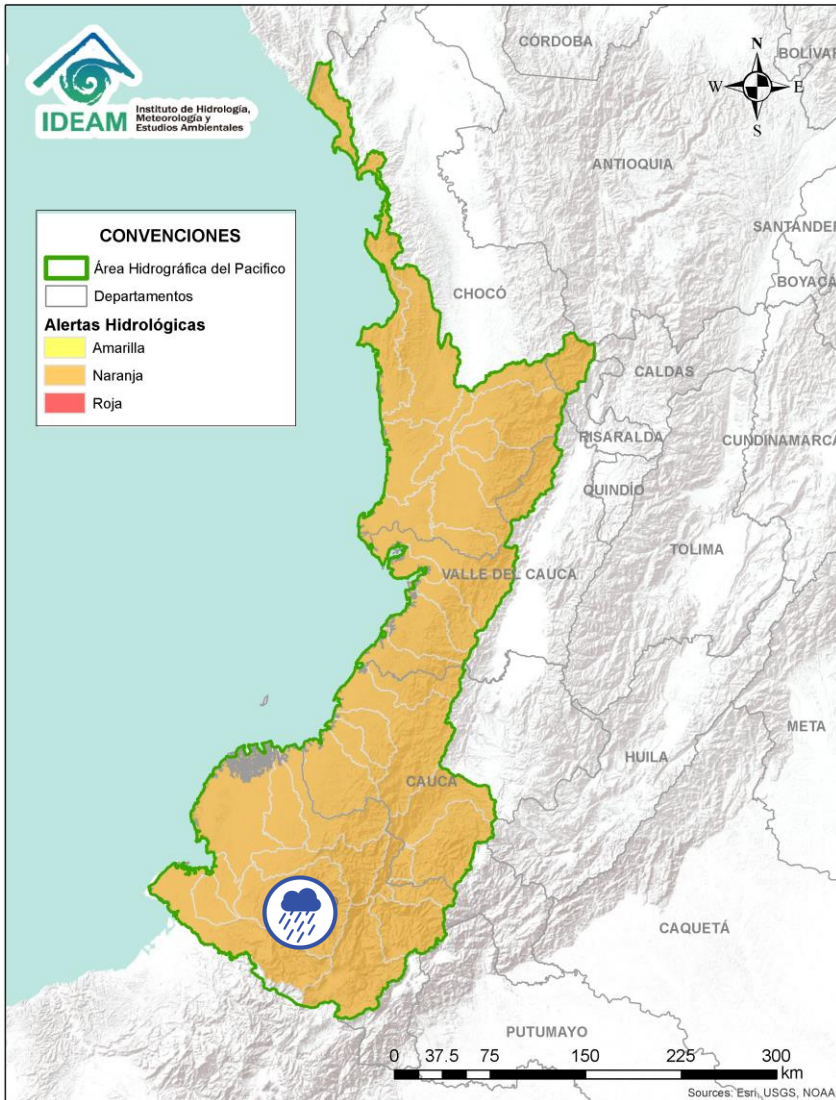 IDEAM
Instituto de Hidrología,
Meteorología y
Estudios Ambientales
CÓRDOBA
BOLÍVAR
N
W
E
S
ANTIOQUIA
CONVENCIONES
Área Hidrográfica del Pacifico
Departamentos
Alertas Hidrológicas
Amarilla
Naranja
Roja
SANTANDER
BOYACÁ
CHOCÓ
CALDAS
RISARALDA
CUNDINAMARCA
QUINDÍO
TOLIMA
VALLE DEL CAUCA
META
HUILA
CAUCA
CAQUETÁ
PUTUMAYO
0 37.5 75 150 225 300
km
Sources: Esri, USGS, NOAA